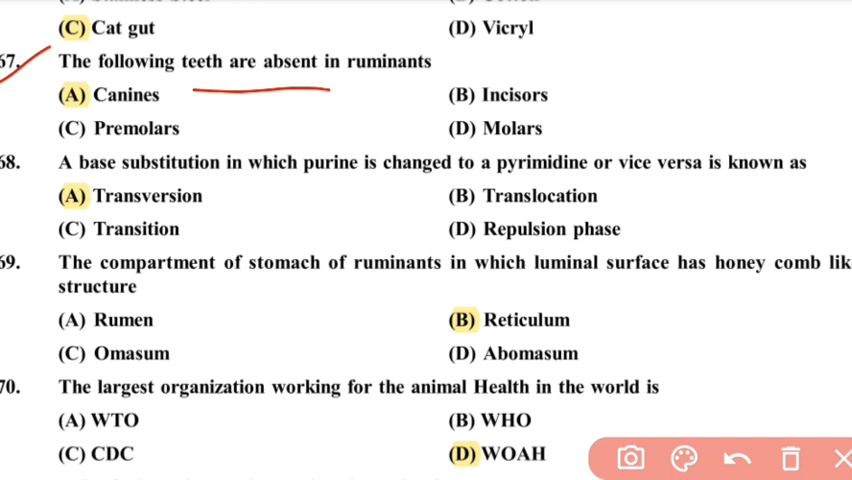 (C) Cat gut (D) Vicryl
67. The following teeth are absent in ruminants
(A) Canines (B) Incisors
(C) Premolars (D) Molars
68. A base substitution in which purine is changed to a pyrimidine or vice versa is known as
(A) Transversion (B) Translocation
(C) Transition (D) Repulsion phase
69. The compartment of stomach of ruminants in which luminal surface has honey comb lik
structure
(A) Rumen (B) Reticulum
(C) Omasum (D) Abomasum
70. The largest organization working for the animal Health in the world is
(A) WTO (B) WHO
(C) CDC (D) WOAH